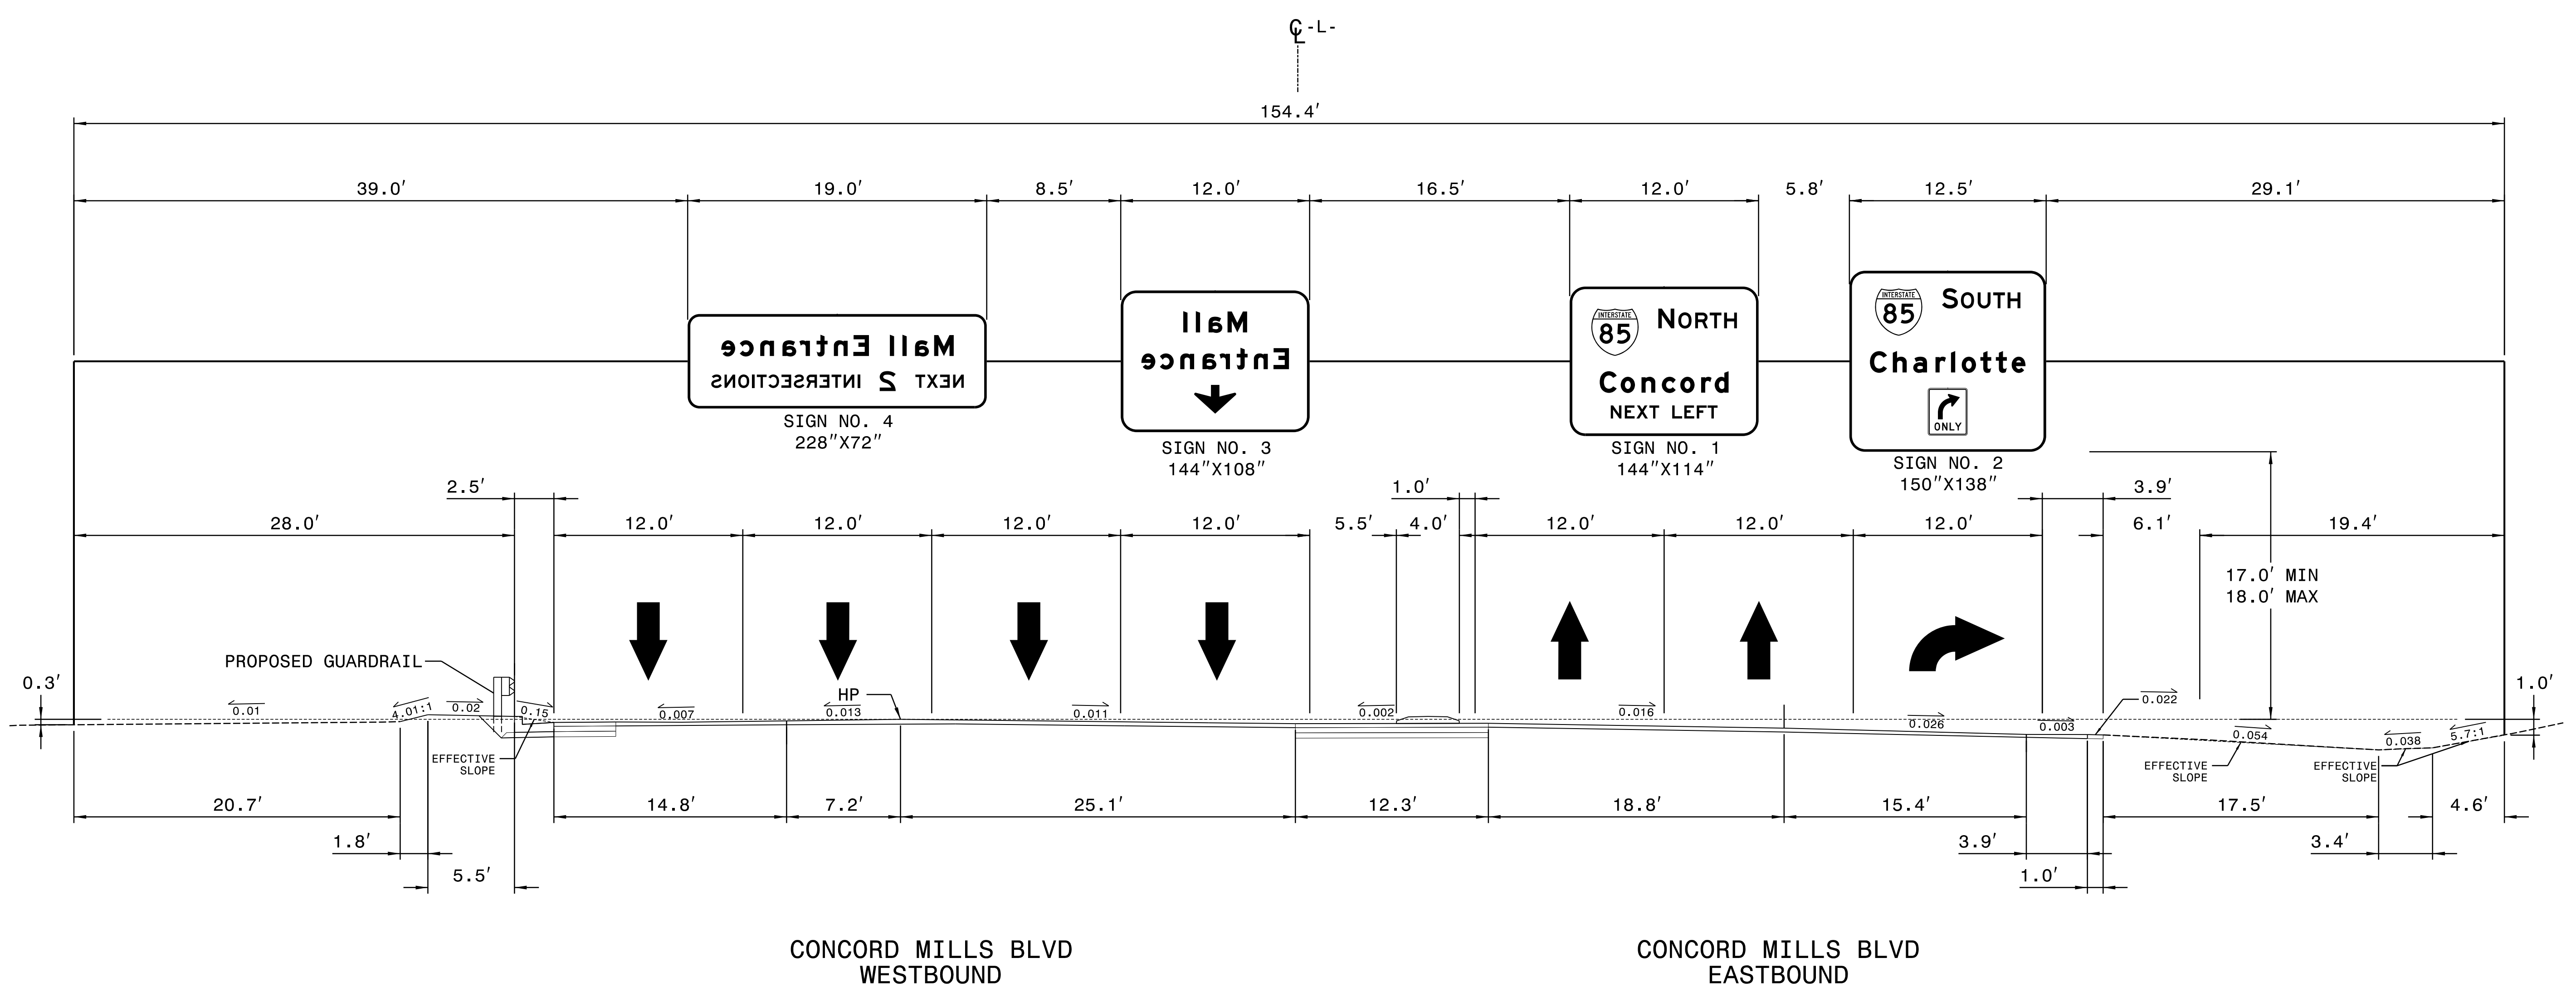 CL -L-
154.4'
39.0' 19.0' 8.5' 12.0' 16.5' 12.0' 5.8' 12.5' 29.1'
Mall Entrance
NEXT 2 INTERSECTIONS
SIGN NO. 4
228"X72"
Mall
Entrance
SIGN NO. 3
144"X108"
INTERSTATE
85 NORTH
Concord
NEXT LEFT
SIGN NO. 1
144"X114"
INTERSTATE
85 SOUTH
Charlotte
ONLY
SIGN NO. 2
150"X138"
2.5' 1.0' 3.9'
28.0' 12.0' 12.0' 12.0' 12.0' 5.5' 4.0' 12.0' 12.0' 12.0' 6.1' 19.4'
17.0' MIN
18.0' MAX
PROPOSED GUARDRAIL
HP
0.3' 1.0'
0.01 4.01:1 0.02 0.15 0.007 0.013 0.011 0.002 0.016 0.026 0.003 0.022 0.054 0.038 5.7:1
EFFECTIVE
SLOPE
EFFECTIVE
SLOPE
EFFECTIVE
SLOPE
20.7' 14.8' 7.2' 25.1' 12.3' 18.8' 15.4' 17.5' 4.6'
1.8' 3.9' 3.4'
5.5' 1.0'
CONCORD MILLS BLVD
WESTBOUND
CONCORD MILLS BLVD
EASTBOUND